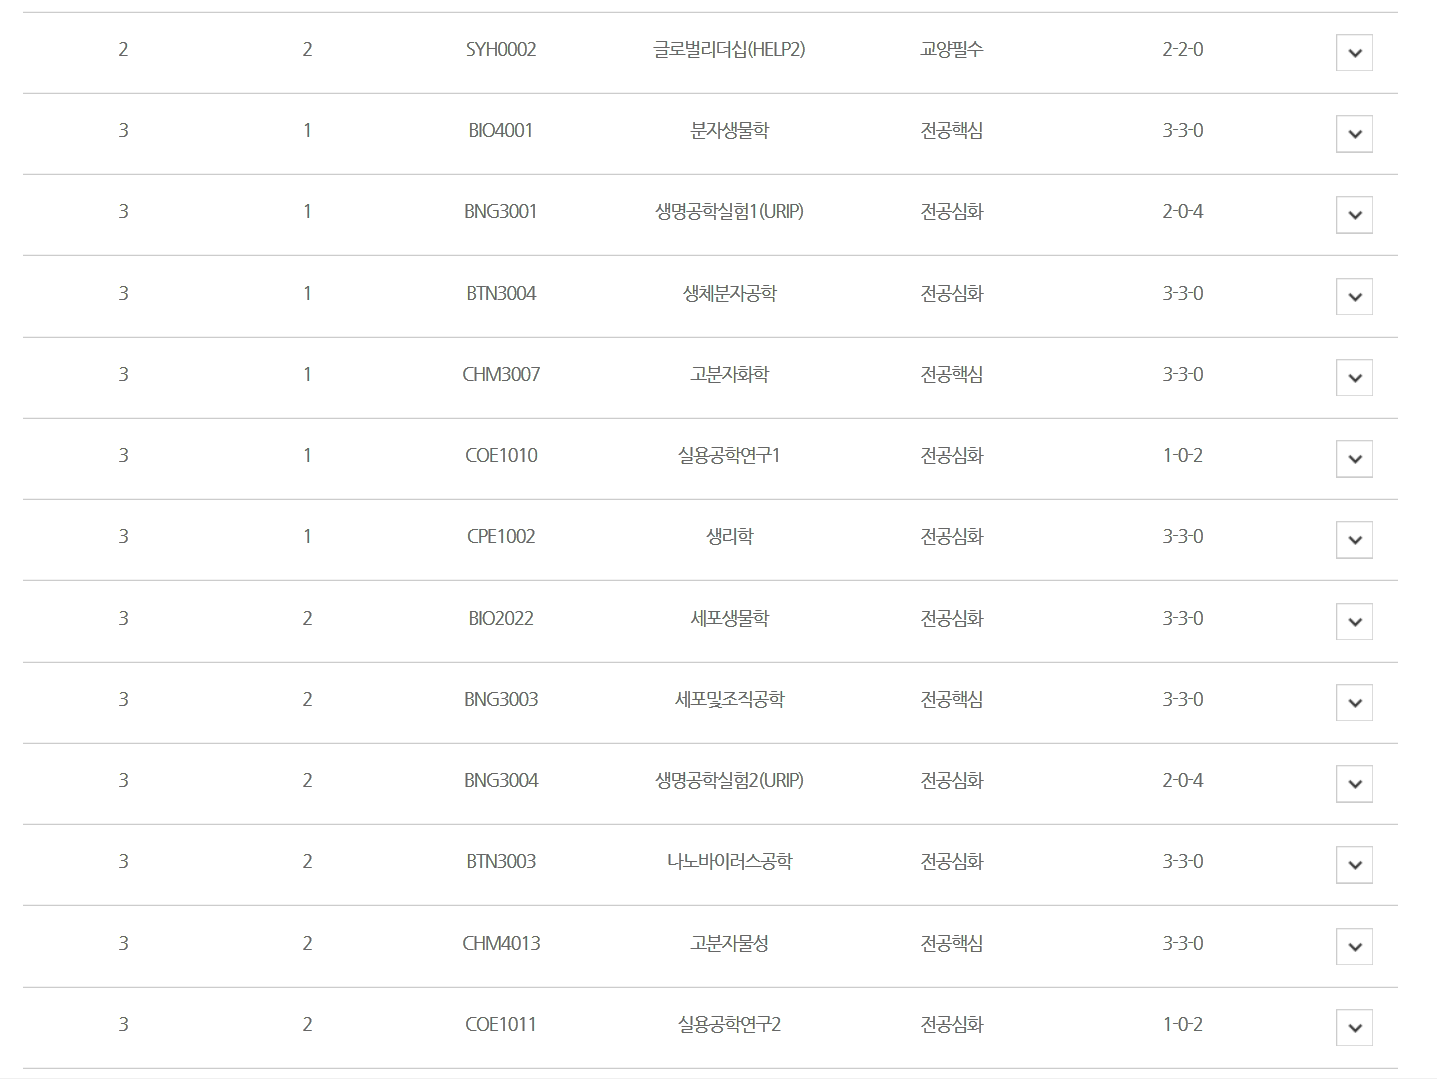 2 2 SYH0002 글로벌리더십(HELP2) 교양필수 2-2-0
3 1 BIO4001 분자생물학 전공핵심 3-3-0
3 1 BNG3001 생명공학실험1(URIP) 전공심화 2-0-4
3 1 BTN3004 생체분자공학 전공심화 3-3-0
3 1 CHM3007 고분자화학 전공핵심 3-3-0
3 1 COE1010 실용공학연구1 전공심화 1-0-2
3 1 CPE1002 생리학 전공심화 3-3-0
3 2 BIO2022 세포생물학 전공심화 3-3-0
3 2 BNG3003 세포및조직공학 전공핵심 3-3-0
3 2 BNG3004 생명공학실험2(URIP) 전공심화 2-0-4
3 2 BTN3003 나노바이러스공학 전공심화 3-3-0
3 2 CHM4013 고분자물성 전공핵심 3-3-0
3 2 COE1011 실용공학연구2 전공심화 1-0-2